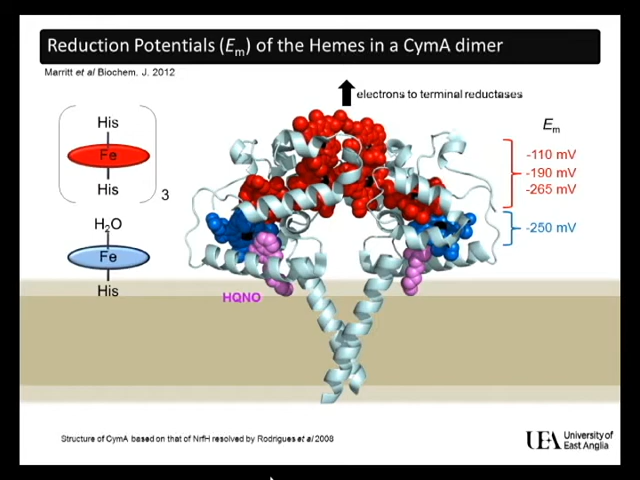 Reduction Potentials (Em) of the Hemes in a CymA dimer
Marritt et al Biochem. J. 2012
electrons to terminal reductases
His
Fe
His
3
H2O
Fe
His
Em
-110 mV
-190 mV
-265 mV
-250 mV
HQNO
Structure of CymA based on that of NrfH resolved by Rodrigues et al 2008
UEA University of
East Anglia